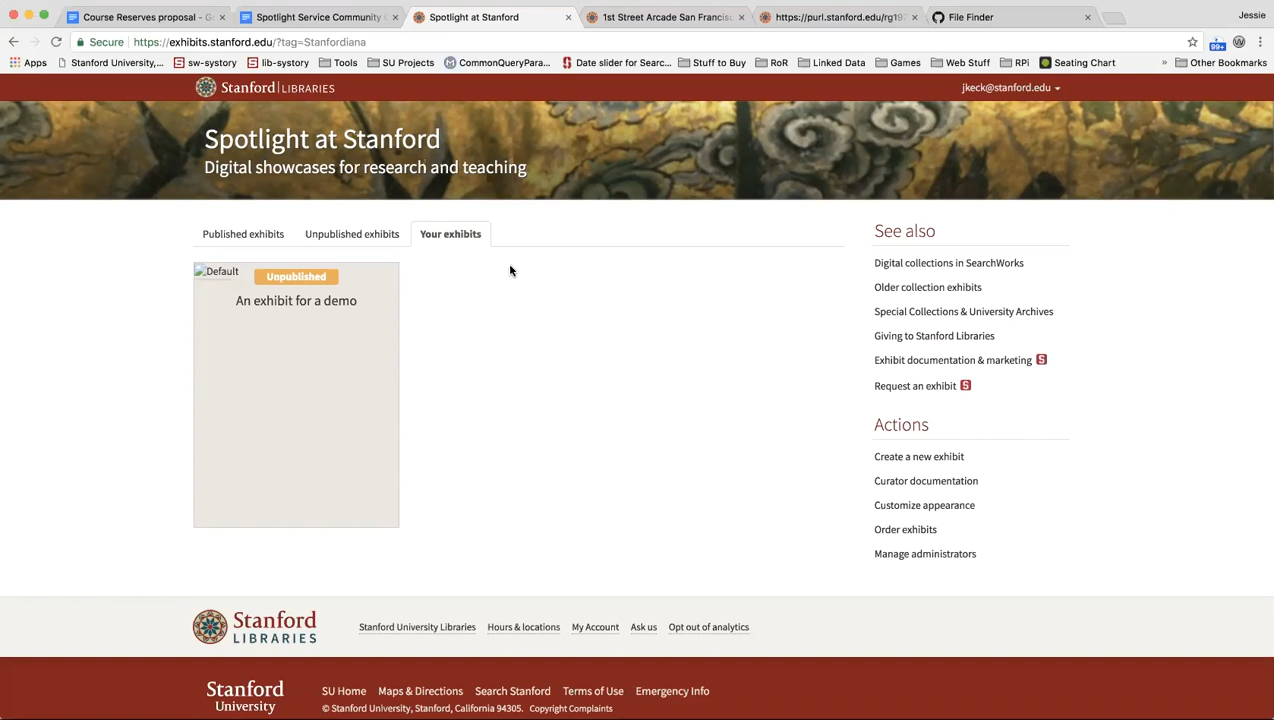 Course Reserves proposal - G
Spotlight Service Community
Spotlight at Stanford
1st Street Arcade San Francis
https://purl.stanford.edu/rg197
File Finder
Jessie
Secure
https://exhibits.stanford.edu/?tag=Stanfordiana
99+
Apps
Stanford University,...
sw-systory
lib-systory
Tools
SU Projects
CommonQueryPara...
Date slider for Searc...
Stuff to Buy
RoR
Linked Data
Games
Web Stuff
RPi
Seating Chart
»
Other Bookmarks
Stanford LIBRARIES
jkeck@stanford.edu
Spotlight at Stanford
Digital showcases for research and teaching
Published exhibits
Unpublished exhibits
Your exhibits
Default
Unpublished
An exhibit for a demo
See also
Digital collections in SearchWorks
Older collection exhibits
Special Collections & University Archives
Giving to Stanford Libraries
Exhibit documentation & marketing
Request an exhibit
Actions
Create a new exhibit
Curator documentation
Customize appearance
Order exhibits
Manage administrators
Stanford
LIBRARIES
Stanford University Libraries
Hours & locations
My Account
Ask us
Opt out of analytics
Stanford
University
SU Home
Maps & Directions
Search Stanford
Terms of Use
Emergency Info
© Stanford University, Stanford, California 94305.
Copyright Complaints